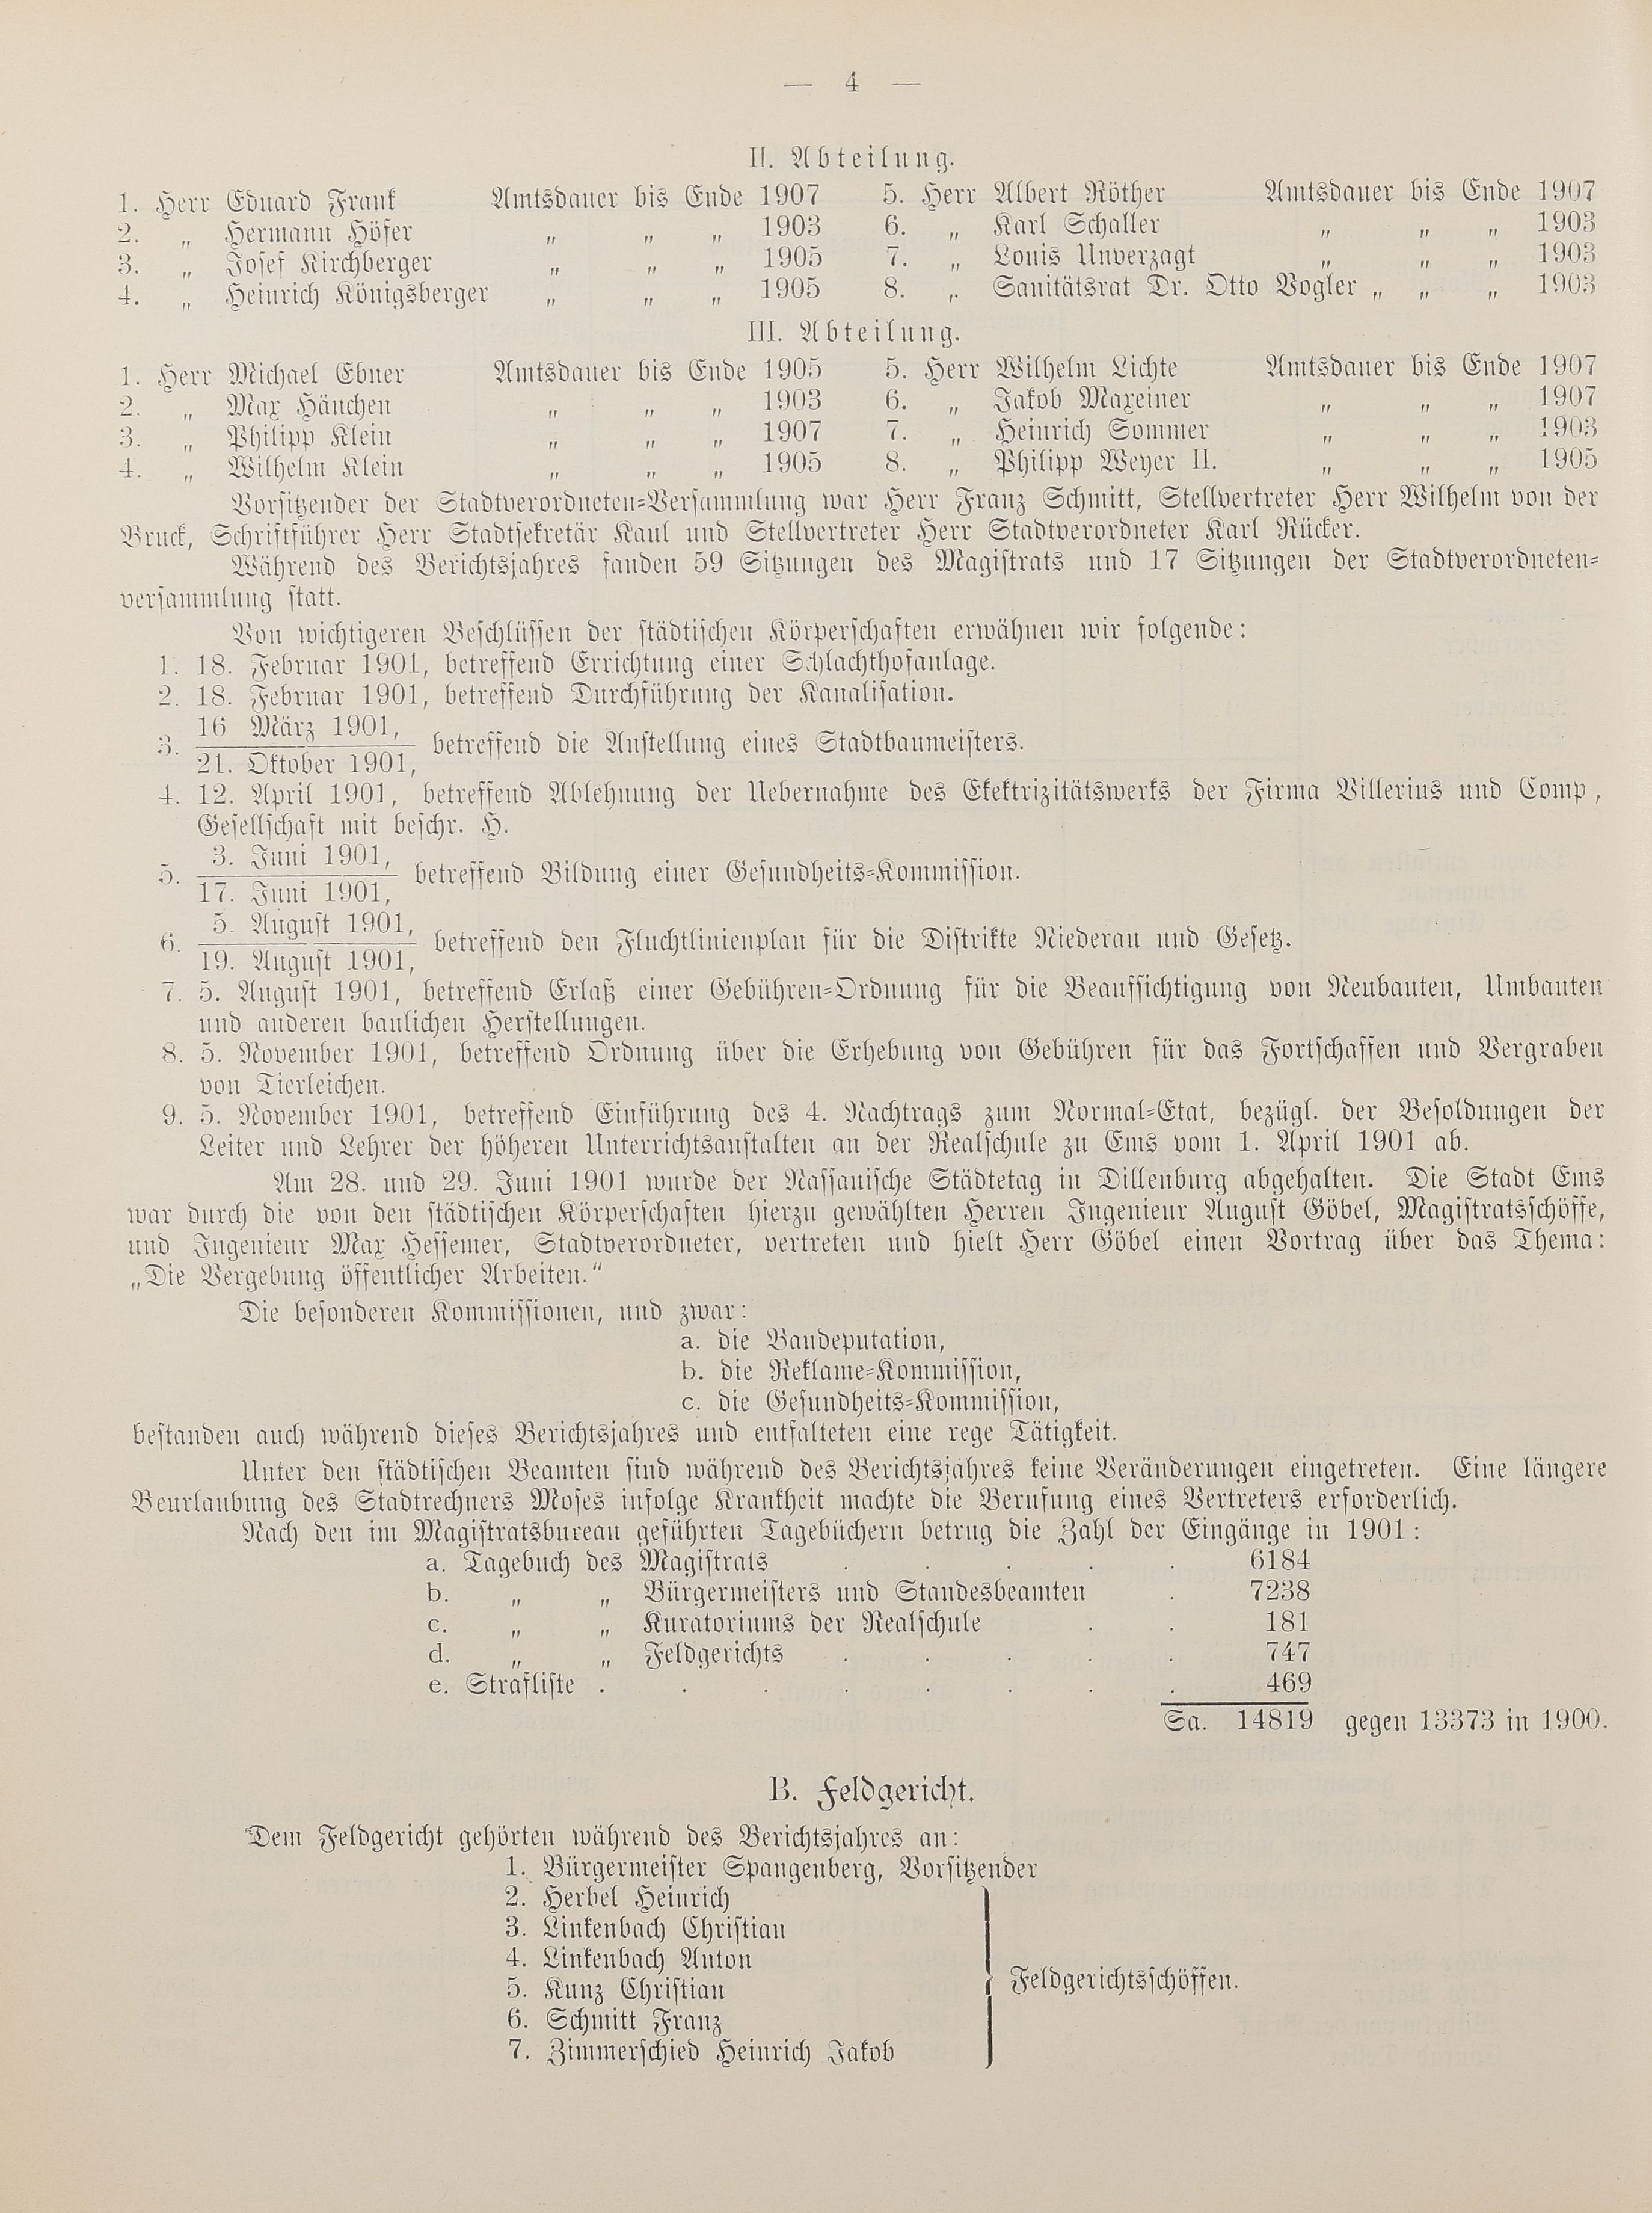 — 4 —
II. Abteilung.
1. Herr Eduard Frank Amtsdauer bis Ende 1907 5. Herr Albert Röther Amtsdauer bis Ende 1907
2. „ Hermann Höfer „ „ „ 1903 6. „ Karl Schaller „ „ „ 1903
3. „ Josef Kirchberger „ „ „ 1905 7. „ Louis Unverzagt „ „ „ 1903
4. „ Heinrich Königsberger „ „ „ 1905 8. „ Sanitätsrat Dr. Otto Vogler „ „ „ 1903
III. Abteilung.
1. Herr Michael Ebner Amtsdauer bis Ende 1905 5. Herr Wilhelm Lichte Amtsdauer bis Ende 1907
2. „ Max Hänchen „ „ „ 1903 6. „ Jakob Maxeiner „ „ „ 1907
3. „ Philipp Klein „ „ „ 1907 7. „ Heinrich Sommer „ „ „ 1903
4. „ Wilhelm Klein „ „ „ 1905 8. „ Philipp Weyer II. „ „ „ 1905
Vorsitzender der Stadtverordneten-Versammlung war Herr Franz Schmitt, Stellvertreter Herr Wilhelm von der
Bruck, Schriftführer Herr Stadtsekretär Kaul und Stellvertreter Herr Stadtverordneter Karl Rücker.
Während des Berichtsjahres fanden 59 Sitzungen des Magistrats und 17 Sitzungen der Stadtverordneten-
versammlung statt.
Von wichtigeren Beschlüssen der städtischen Körperschaften erwähnen wir folgende:
1. 18. Februar 1901, betreffend Errichtung einer Schlachthofanlage.
2. 18. Februar 1901, betreffend Durchführung der Kanalisation.
16 März 1901,
3. betreffend die Anstellung eines Stadtbaumeisters.
21. Oktober 1901,
4. 12. April 1901, betreffend Ablehnung der Uebernahme des Ekektrizitätswerks der Firma Villerius und Comp,
Gesellschaft mit beschr. H.
3. Juni 1901,
5. betreffend Bildung einer Gesundheits-Kommission.
17. Juni 1901,
5. August 1901,
6. betreffend den Fluchtlinienplan für die Distrikte Niederau und Gesetz.
19. August 1901,
7. 5. August 1901, betreffend Erlaß einer Gebühren-Ordnung für die Beaufsichtigung von Neubauten, Umbauten
und anderen baulichen Herstellungen.
8. 5. November 1901, betreffend Ordnung über die Erhebung von Gebühren für das Fortschaffen und Vergraben
von Tierleichen.
9. 5. November 1901, betreffend Einführung des 4. Nachtrags zum Normal-Etat, bezügl. der Besoldungen der
Leiter und Lehrer der höheren Unterrichtsanstalten an der Realschule zu Ems vom 1. April 1901 ab.
Am 28. und 29. Juni 1901 wurde der Nassauische Städtetag in Dillenburg abgehalten. Die Stadt Ems
war durch die von den städtischen Körperschaften hierzu gewählten Herren Ingenieur August Göbel, Magistratsschöffe,
und Ingenieur Max Hessemer, Stadtverordneter, vertreten und hielt Herr Göbel einen Vortrag über das Thema:
„Die Vergebung öffentlicher Arbeiten.“
Die besonderen Kommissionen, und zwar:
a. die Baudeputation,
b. die Reklame-Kommission,
c. die Gesundheits-Kommission,
bestanden auch während dieses Berichtsjahres und entfalteten eine rege Tätigkeit.
Unter den städtischen Beamten sind während des Berichtsjahres keine Veränderungen eingetreten. Eine längere
Beurlaubung des Stadtrechners Moses infolge Krankheit machte die Berufung eines Vertreters erforderlich.
Nach den im Magistratsbureau geführten Tagebüchern betrug die Zahl der Eingänge in 1901:
a. Tagebuch des Magistrats . . . . . 6184
b. „ „ Bürgermeisters und Standesbeamten . 7238
c. „ „ Kuratoriums der Realschule . . 181
d. „ „ Feldgerichts . . . . . 747
e. Strafliste . . . . . . . . 469
Sa. 14819 gegen 13373 in 1900.
B. Feldgericht.
Dem Feldgericht gehörten während des Berichtsjahres an:
1. Bürgermeister Spangenberg, Vorsitzender
2. Herbel Heinrich
3. Linkenbach Christian
4. Linkenbach Anton
5. Kunz Christian
Feldgerichtsschöffen.
6. Schmitt Franz
7. Zimmerschied Heinrich Jakob